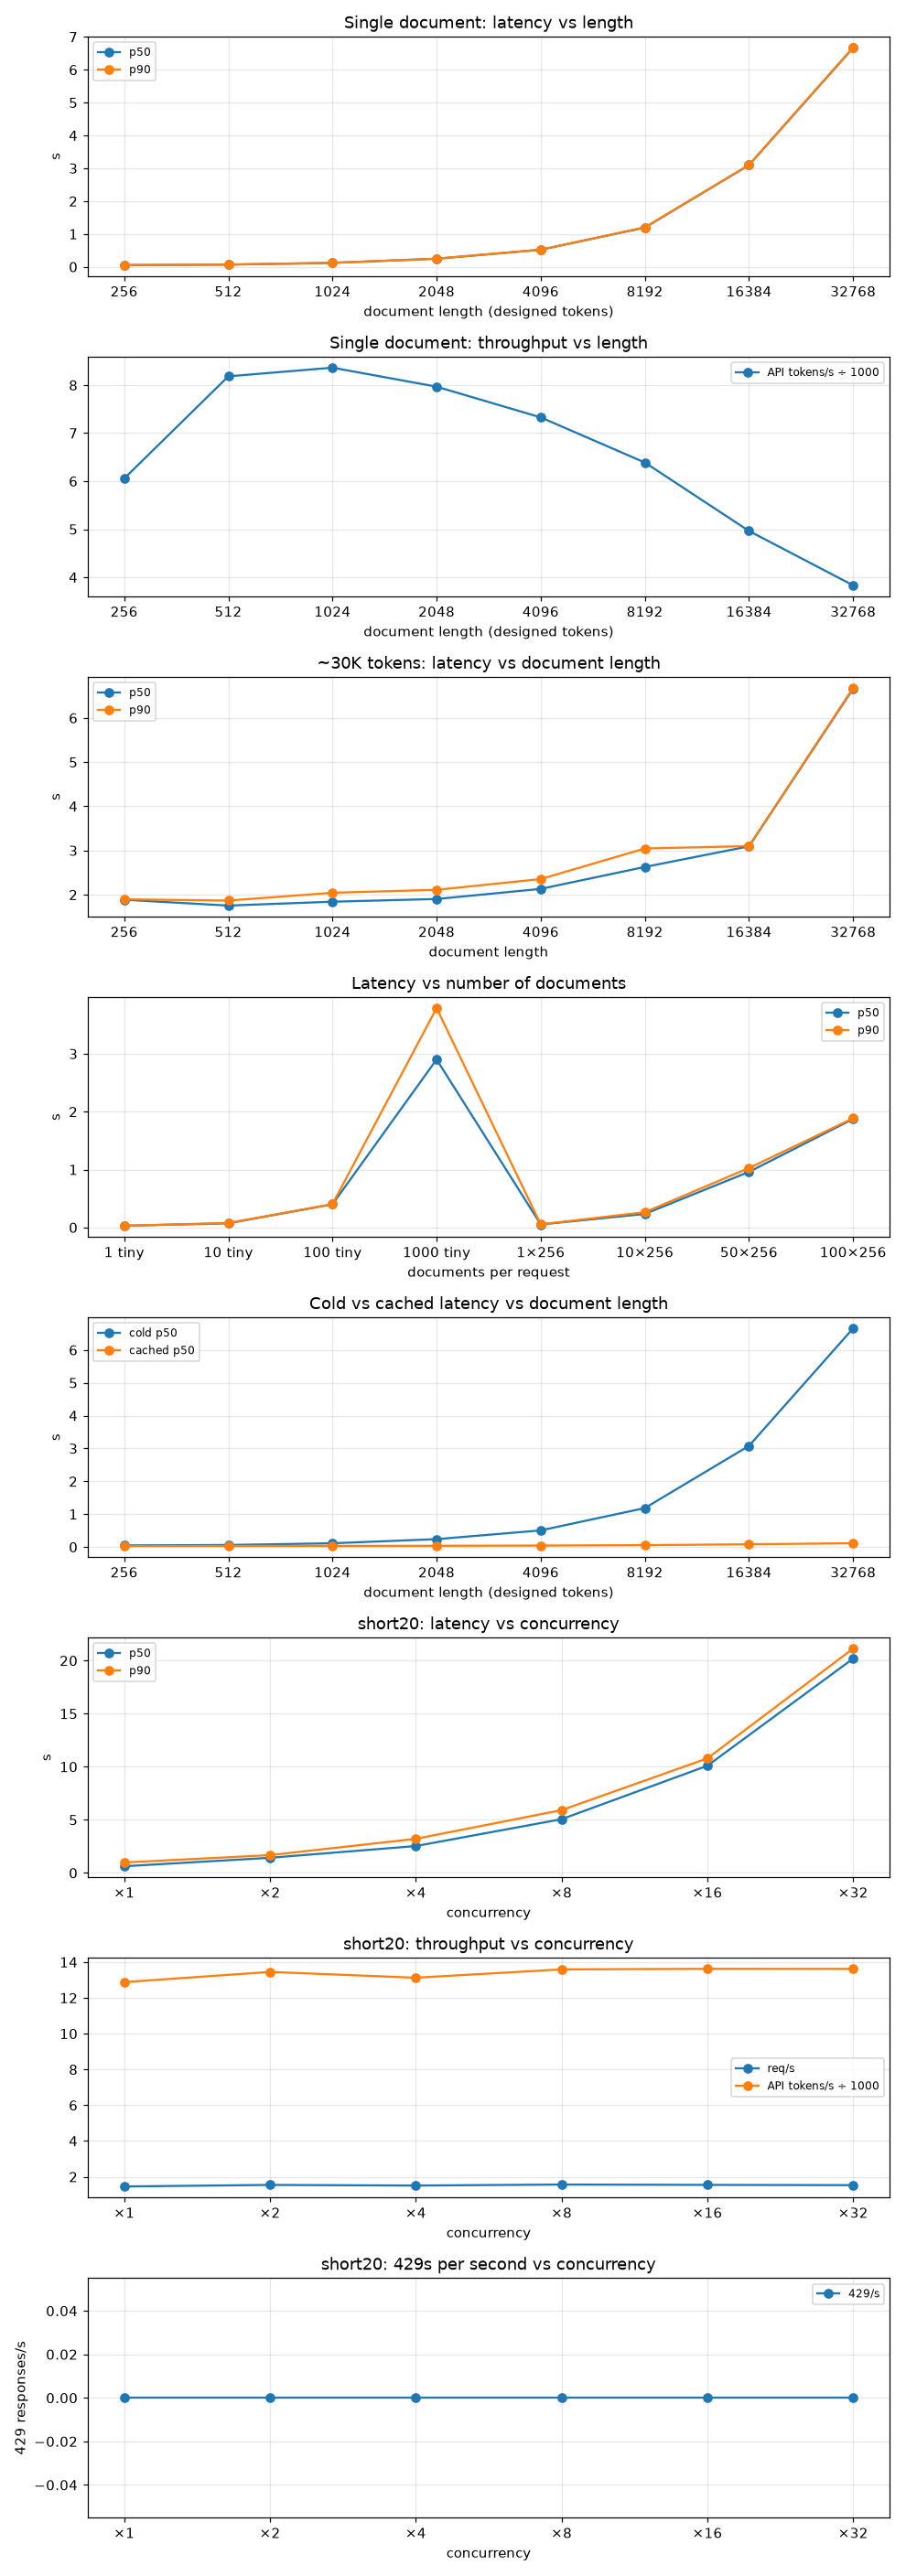 Single document: latency vs length
7
6
5
4
3
2
1
0
s
p50
p90
256 512 1024 2048 4096 8192 16384 32768
document length (designed tokens)
Single document: throughput vs length
8
7
6
5
4
API tokens/s ÷ 1000
256 512 1024 2048 4096 8192 16384 32768
document length (designed tokens)
~30K tokens: latency vs document length
6
5
4
3
2
s
p50
p90
256 512 1024 2048 4096 8192 16384 32768
document length
Latency vs number of documents
3
2
1
0
s
p50
p90
1 tiny 10 tiny 100 tiny 1000 tiny 1×256 10×256 50×256 100×256
documents per request
Cold vs cached latency vs document length
6
5
4
3
2
1
0
s
cold p50
cached p50
256 512 1024 2048 4096 8192 16384 32768
document length (designed tokens)
short20: latency vs concurrency
20
15
10
5
0
s
p50
p90
×1 ×2 ×4 ×8 ×16 ×32
concurrency
short20: throughput vs concurrency
14
12
10
8
6
4
2
req/s
API tokens/s ÷ 1000
×1 ×2 ×4 ×8 ×16 ×32
concurrency
short20: 429s per second vs concurrency
0.04
0.02
0.00
−0.02
−0.04
429 responses/s
429/s
×1 ×2 ×4 ×8 ×16 ×32
concurrency